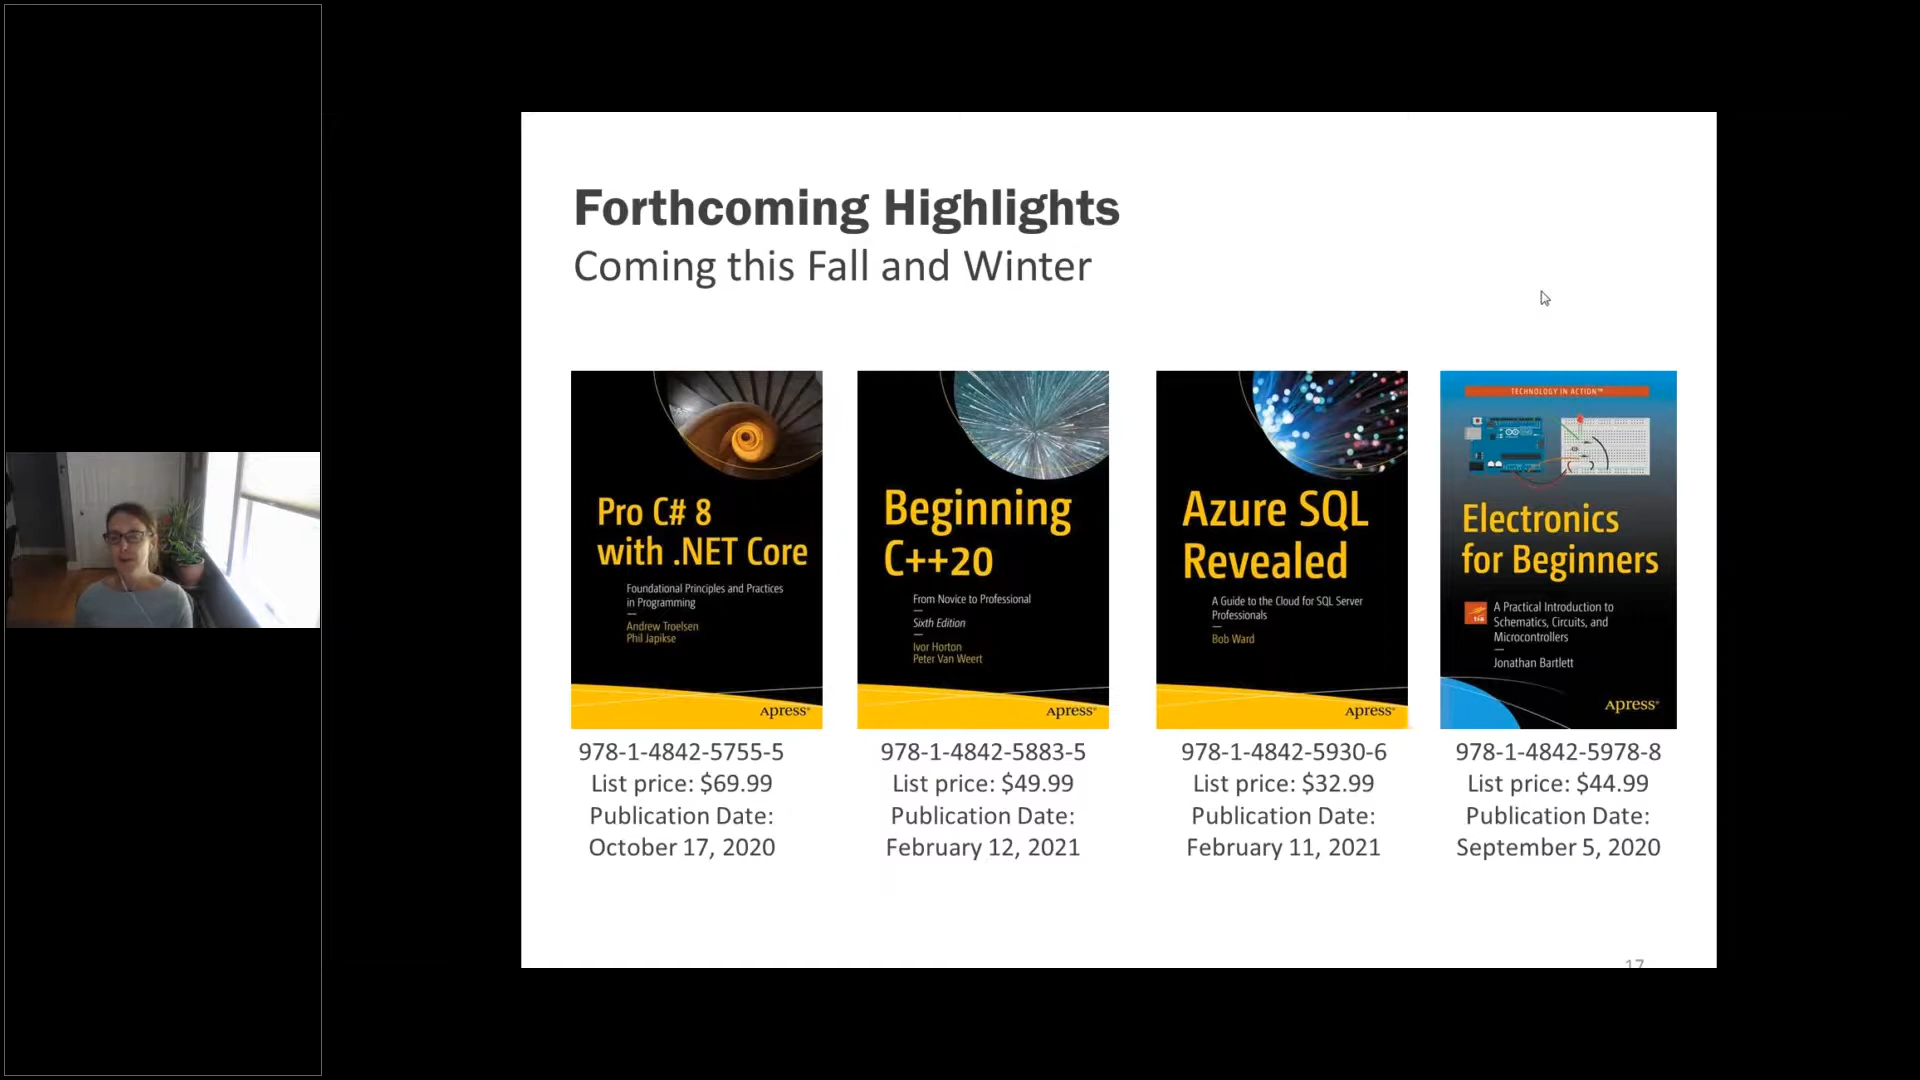 Forthcoming Highlights
Coming this Fall and Winter
Pro C# 8
with .NET Core
Foundational Principles and Practices
in Programming
Andrew Troelsen
Phil Japikse
Apress®
978-1-4842-5755-5
List price: $69.99
Publication Date:
October 17, 2020
Beginning
C++20
From Novice to Professional
Sixth Edition
Ivor Horton
Peter Van Weert
Apress®
978-1-4842-5883-5
List price: $49.99
Publication Date:
February 12, 2021
Azure SQL
Revealed
A Guide to the Cloud for SQL Server
Professionals
Bob Ward
Apress®
978-1-4842-5930-6
List price: $32.99
Publication Date:
February 11, 2021
TECHNOLOGY IN ACTION™
Electronics
for Beginners
A Practical Introduction to
Schematics, Circuits, and
Microcontrollers
Jonathan Bartlett
Apress®
978-1-4842-5978-8
List price: $44.99
Publication Date:
September 5, 2020
17